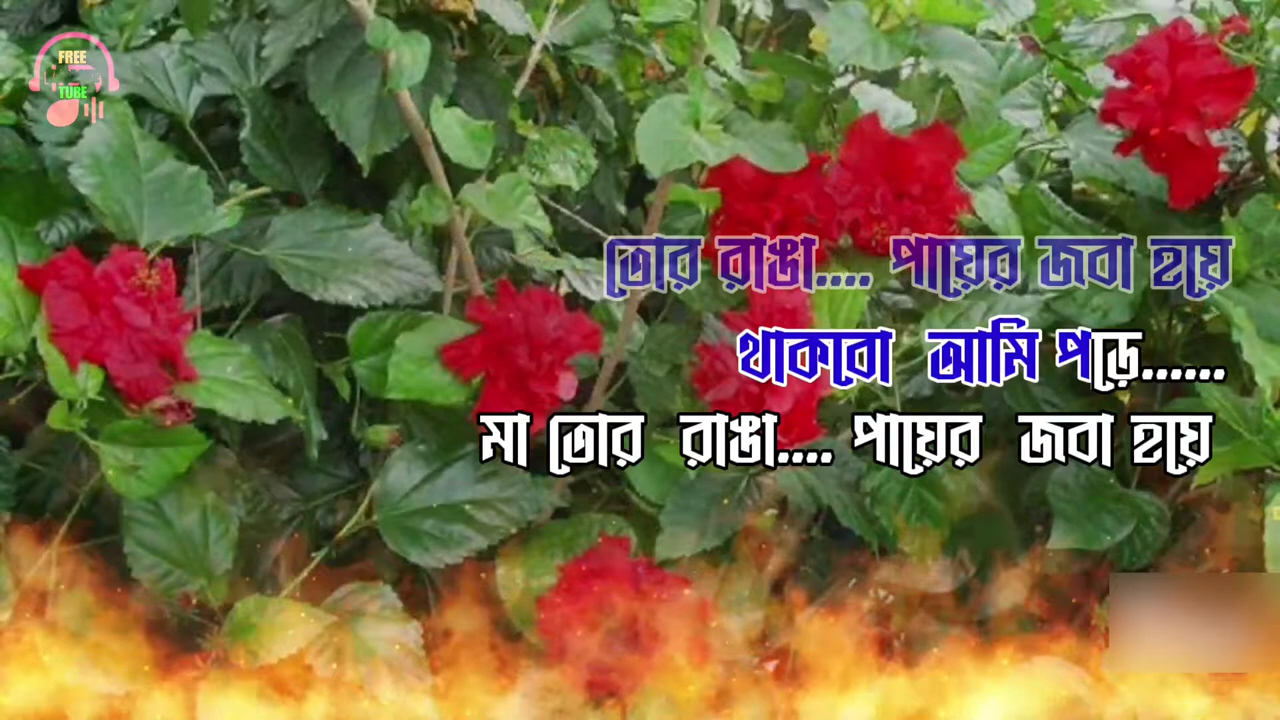 FREE
TUBE
তোর রাঙা.... পায়ের জবা হয়ে
থাকবো আমি পড়ে......
মা তোর রাঙা.... পায়ের জবা হয়ে